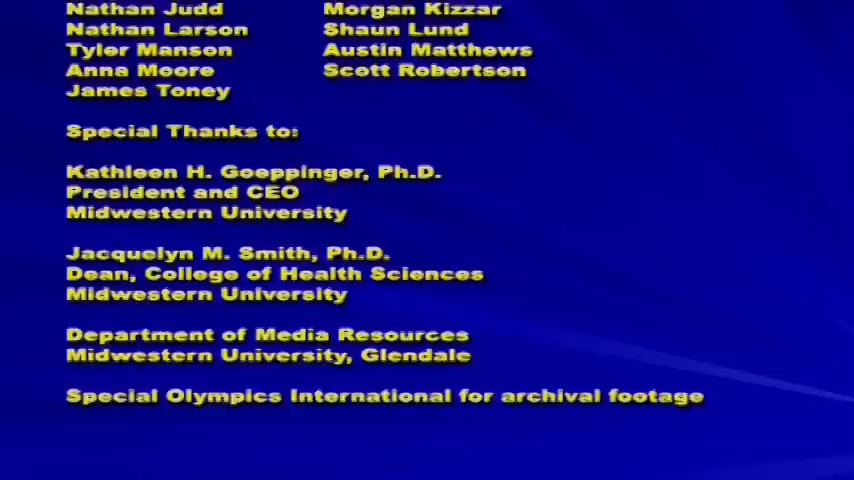 Nathan Judd Morgan Kizzar
Nathan Larson Shaun Lund
Tyler Manson Austin Matthews
Anna Moore Scott Robertson
James Toney
Special Thanks to:
Kathleen H. Goeppinger, Ph.D.
President and CEO
Midwestern University
Jacquelyn M. Smith, Ph.D.
Dean, College of Health Sciences
Midwestern University
Department of Media Resources
Midwestern University, Glendale
Special Olympics International for archival footage